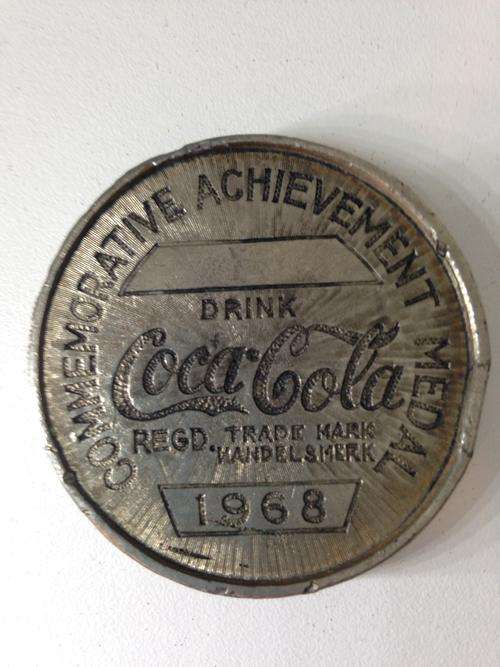 COMMEMORATIVE ACHIEVEMENT MEDAL
DRINK
Coca-Cola
REGD. TRADE MARK
HANDELSMERK
1968